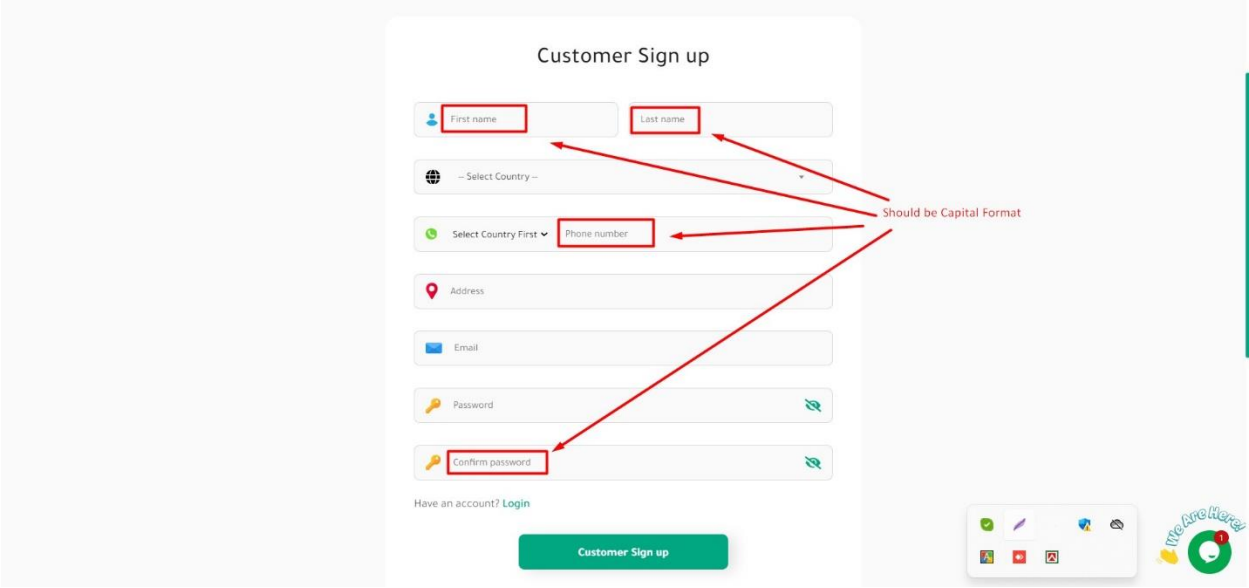 Customer Sign up
First name
Last name
-- Select Country --
Should be Capital Format
Select Country First
Phone number
Address
Email
Password
Confirm password
Have an account? Login
Customer Sign up
We Are Here!
1